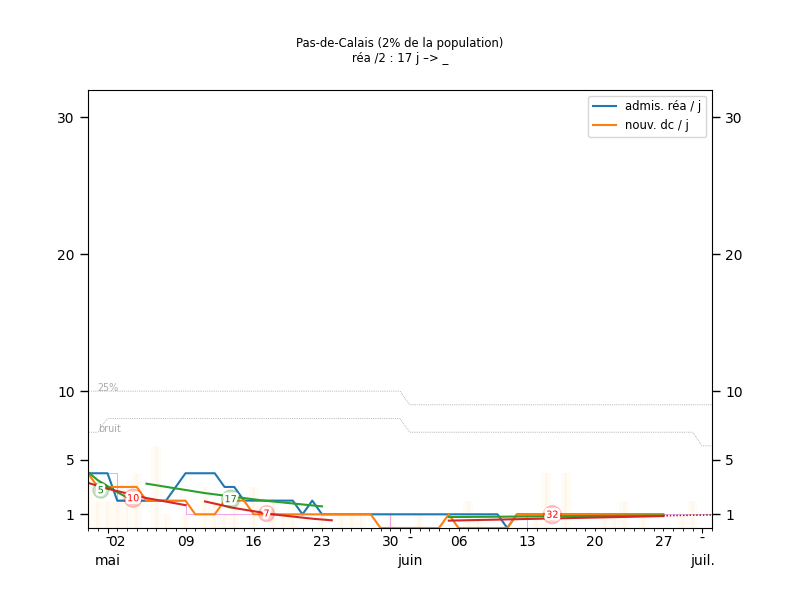 Pas-de-Calais (2% de la population)
réa /2 : 17 j –> _
admis. réa / j
nouv. dc / j
30 30
20 20
10 10
5 5
1 1
25%
bruit
5 10 17 7 32
- 02 09 16 23 30 - 06 13 20 27 -
mai juin juil.